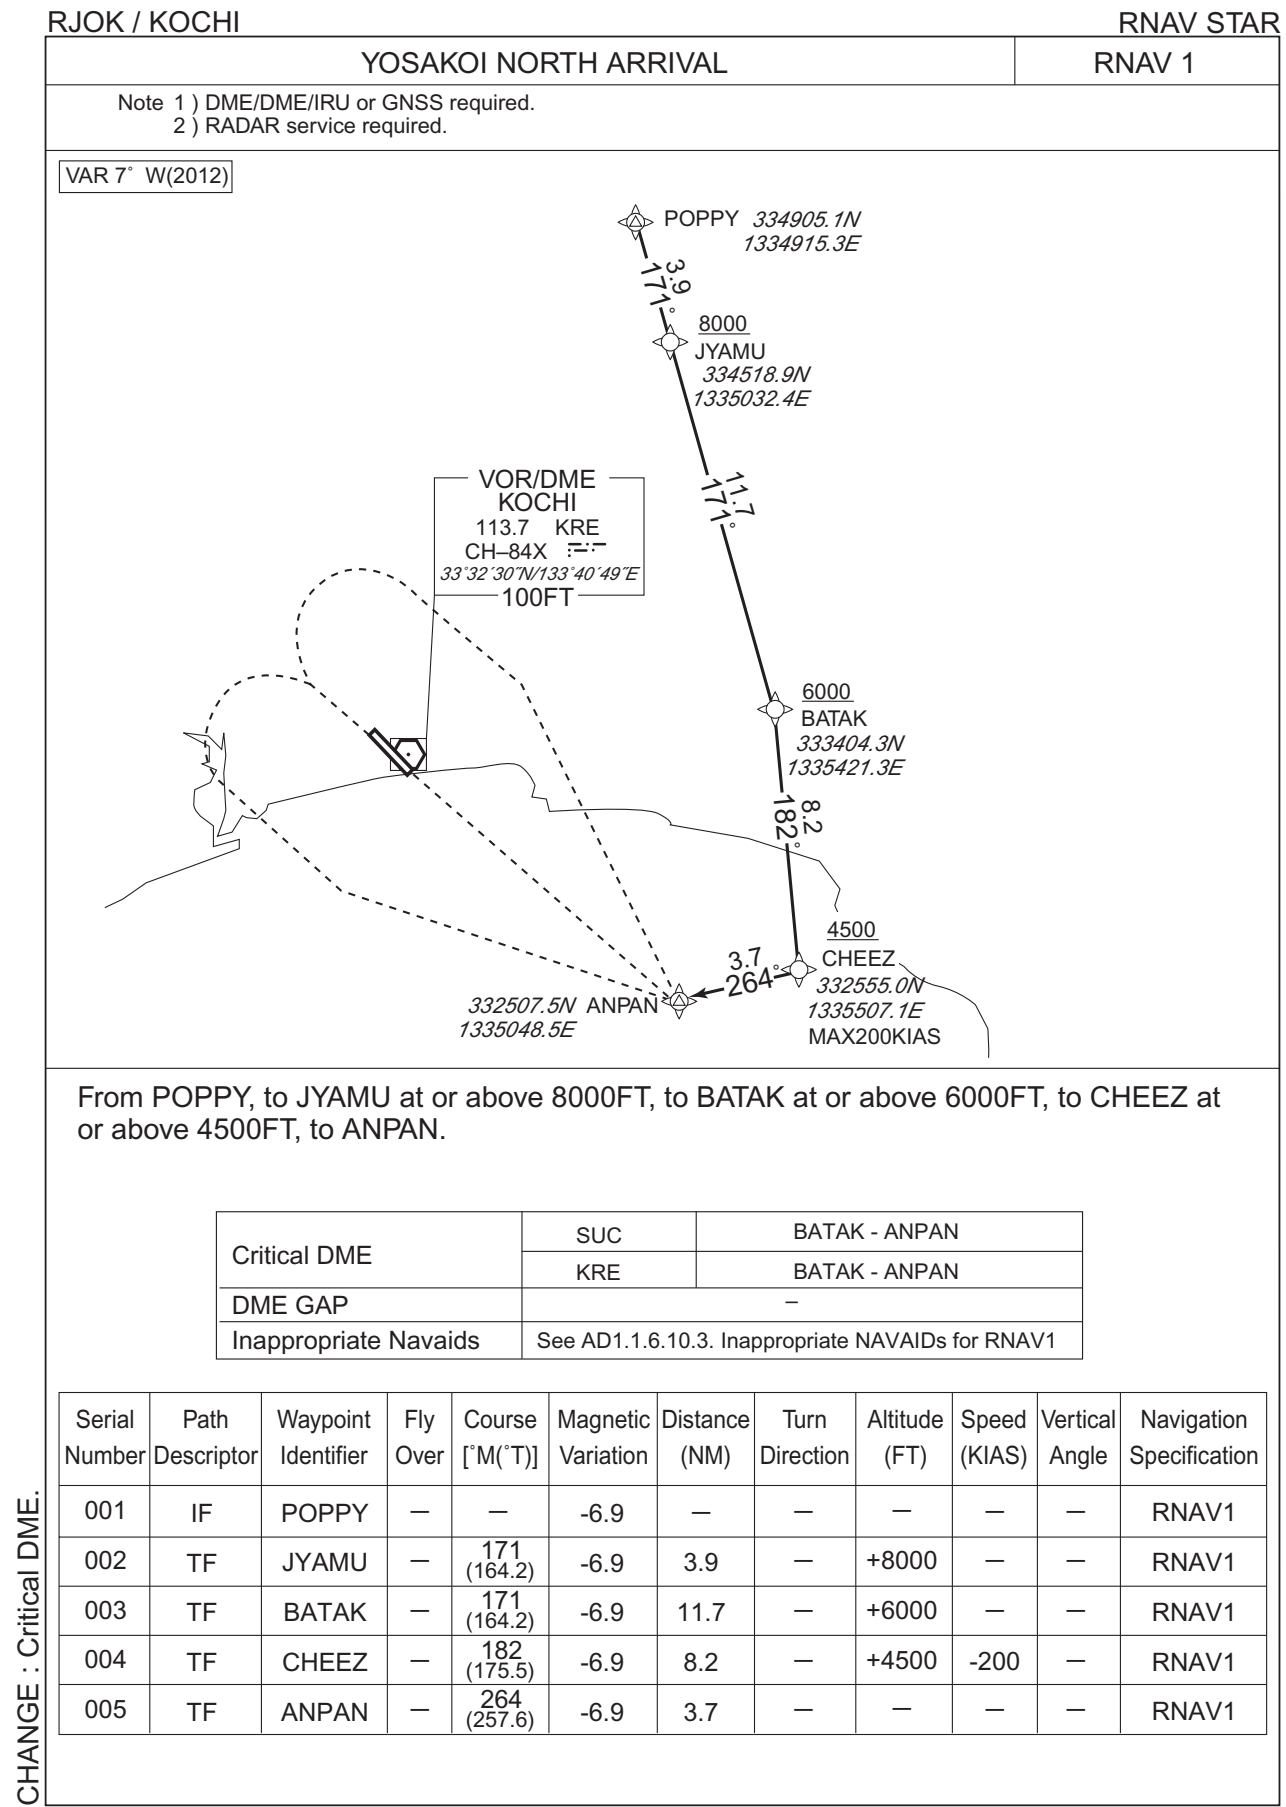 RJOK / KOCHI
RNAV STAR
YOSAKOI NORTH ARRIVAL
RNAV 1
Note 1 ) DME/DME/IRU or GNSS required.
2 ) RADAR service required.
VAR 7° W(2012)
POPPY 334905.1N
1334915.3E
3.9
171°
8000
JYAMU
334518.9N
1335032.4E
11.7
171°
VOR/DME
KOCHI
113.7 KRE
CH–84X
33°32´30˝N/133°40´49˝E
100FT
6000
BATAK
333404.3N
1335421.3E
8.2
182°
4500
CHEEZ
332555.0N
1335507.1E
MAX200KIAS
3.7
264°
332507.5N ANPAN
1335048.5E
From POPPY, to JYAMU at or above 8000FT, to BATAK at or above 6000FT, to CHEEZ at
or above 4500FT, to ANPAN.
Critical DME SUC BATAK - ANPAN
KRE BATAK - ANPAN
DME GAP –
Inappropriate Navaids See AD1.1.6.10.3. Inappropriate NAVAIDs for RNAV1
Serial Path Waypoint Fly Course Magnetic Distance Turn Altitude Speed Vertical Navigation
Number Descriptor Identifier Over [°M(°T)] Variation (NM) Direction (FT) (KIAS) Angle Specification
001 IF POPPY — — -6.9 — — — — — RNAV1
002 TF JYAMU — 171 (164.2) -6.9 3.9 — +8000 — — RNAV1
003 TF BATAK — 171 (164.2) -6.9 11.7 — +6000 — — RNAV1
004 TF CHEEZ — 182 (175.5) -6.9 8.2 — +4500 -200 — RNAV1
005 TF ANPAN — 264 (257.6) -6.9 3.7 — — — — RNAV1
CHANGE : Critical DME.